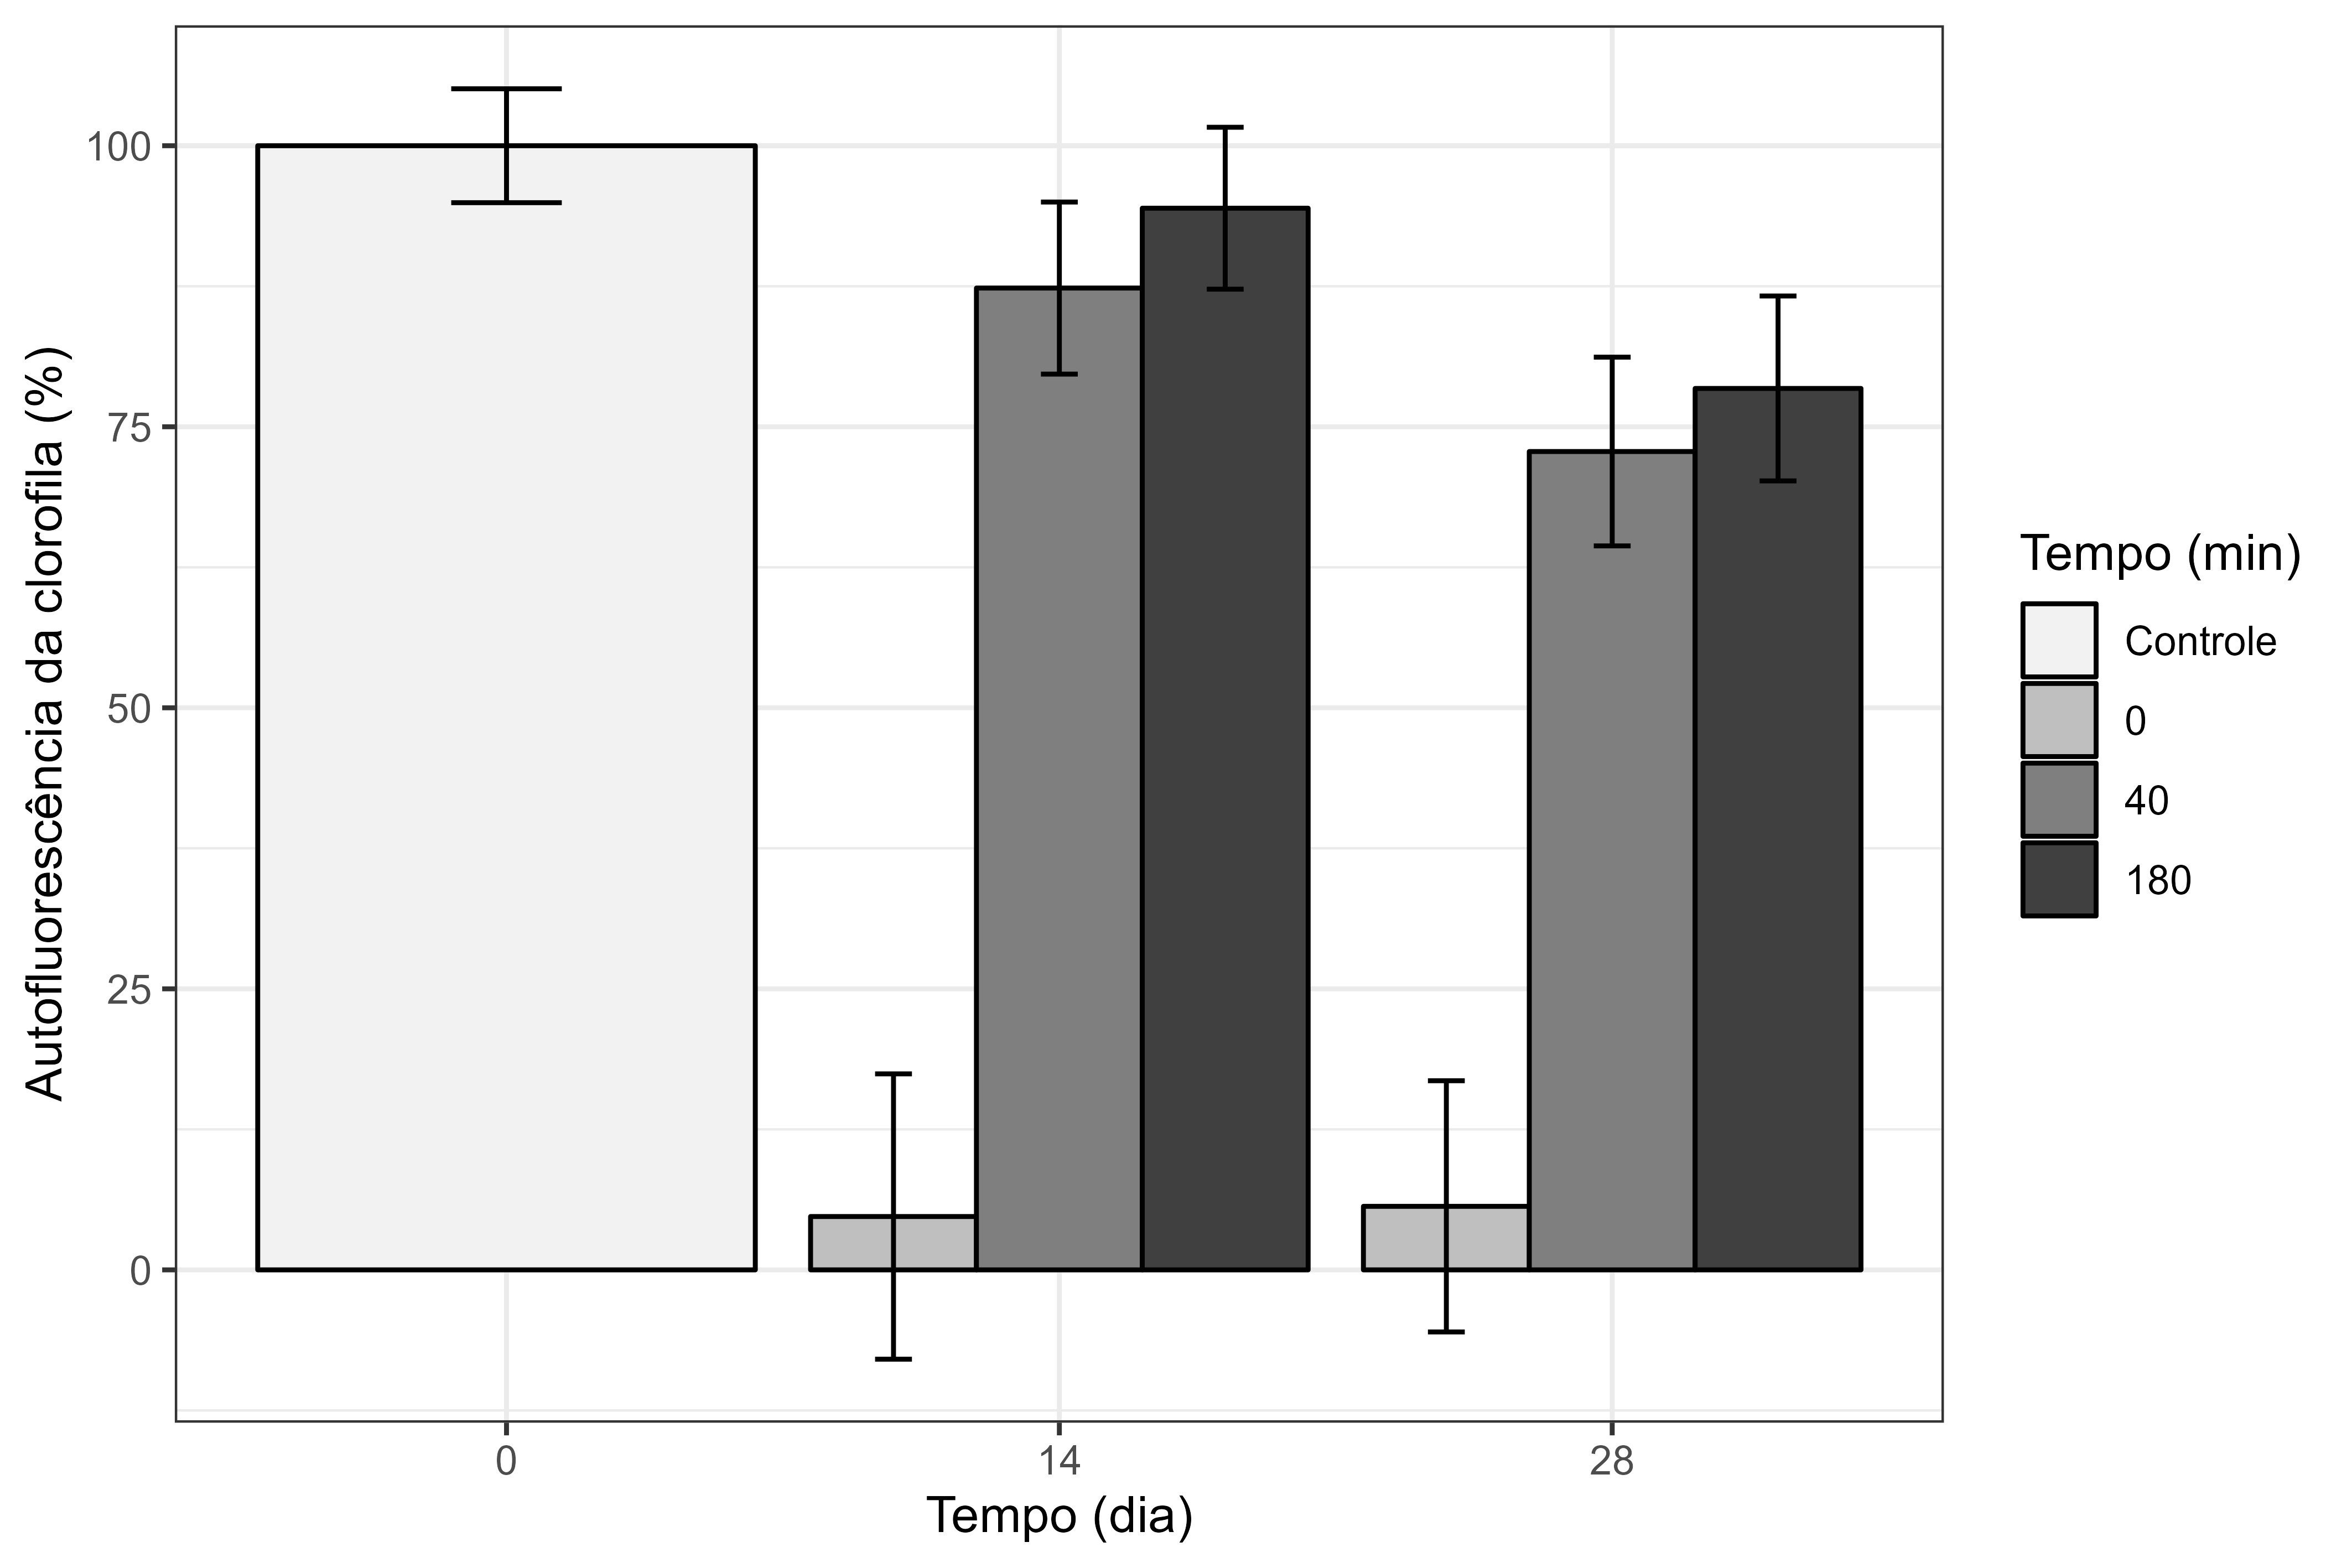 Autofluorescência da clorofila (%)
100
75
50
25
0
0
14
28
Tempo (dia)
Tempo (min)
Controle
0
40
180